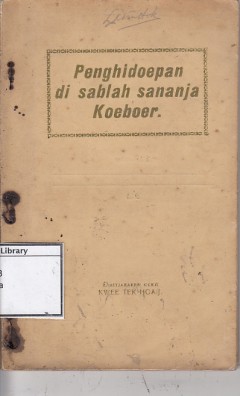 Penghidoepan
di sablah sananja
Koeboer.
KWEE TEK HOAY
Library